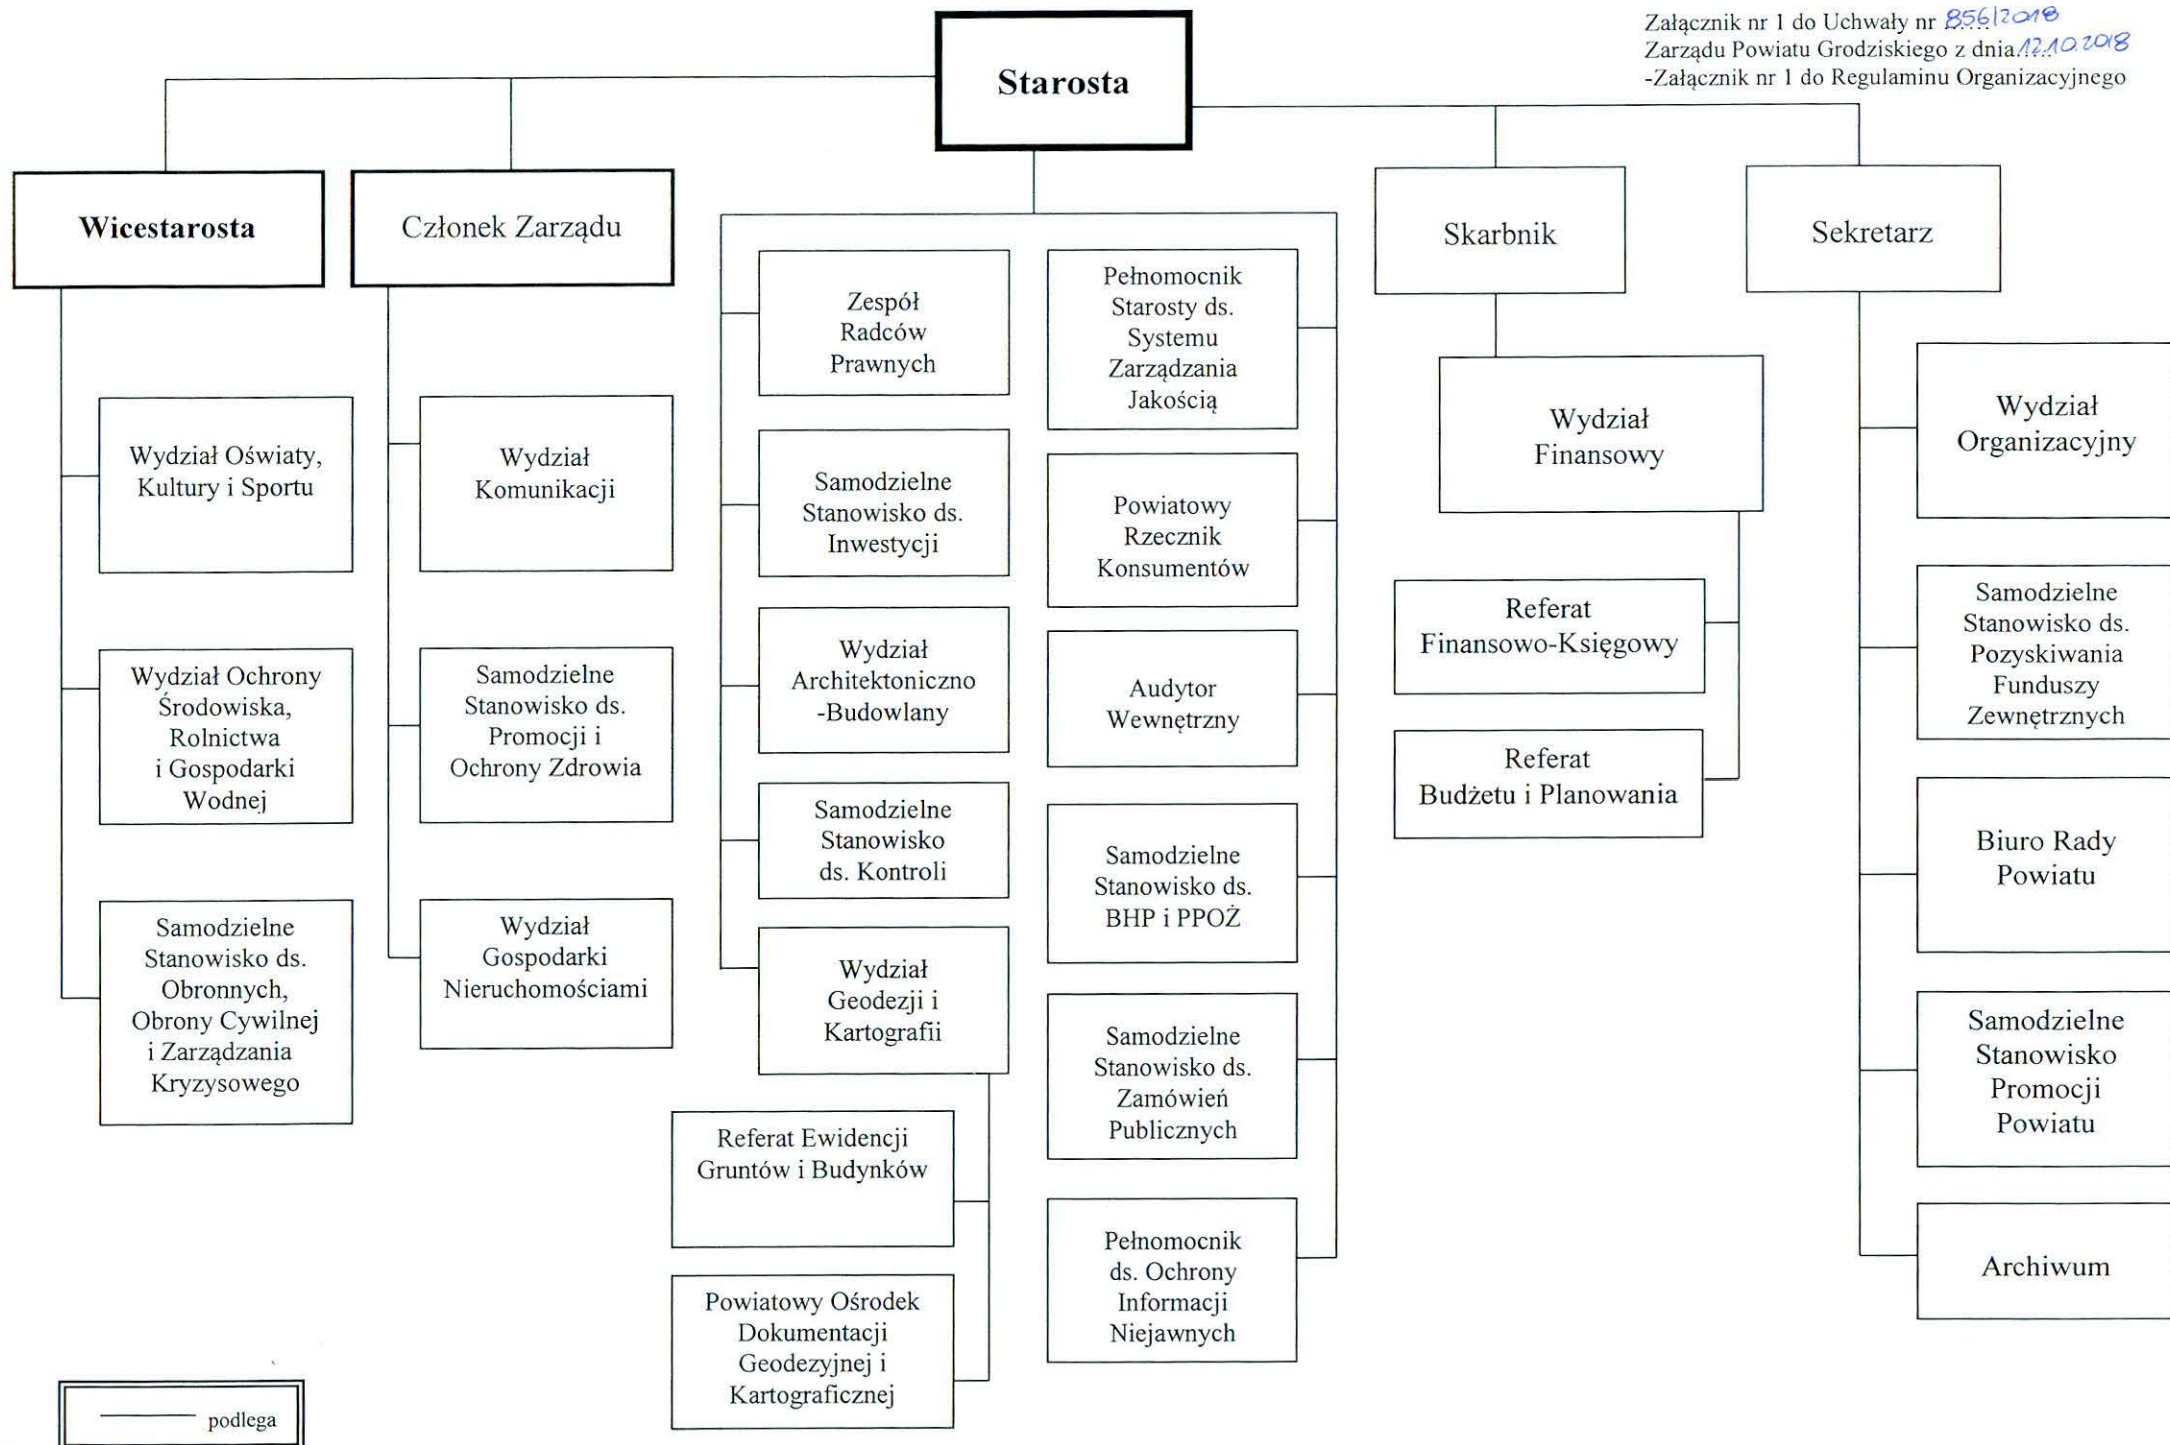 Załącznik nr 1 do Uchwały nr 856/2018
Zarządu Powiatu Grodziskiego z dnia 12.10.2018
-Załącznik nr 1 do Regulaminu Organizacyjnego
Starosta
Wicestarosta
Członek Zarządu
Skarbnik
Sekretarz
Wydział Oświaty,
Kultury i Sportu
Wydział Ochrony
Środowiska,
Rolnictwa
i Gospodarki
Wodnej
Samodzielne
Stanowisko ds.
Obronnych,
Obrony Cywilnej
i Zarządzania
Kryzysowego
Wydział
Komunikacji
Samodzielne
Stanowisko ds.
Promocji i
Ochrony Zdrowia
Wydział
Gospodarki
Nieruchomościami
Zespół
Radców
Prawnych
Samodzielne
Stanowisko ds.
Inwestycji
Wydział
Architektoniczno
-Budowlany
Samodzielne
Stanowisko
ds. Kontroli
Wydział
Geodezji i
Kartografii
Referat Ewidencji
Gruntów i Budynków
Powiatowy Ośrodek
Dokumentacji
Geodezyjnej i
Kartograficznej
Pełnomocnik
Starosty ds.
Systemu
Zarządzania
Jakością
Powiatowy
Rzecznik
Konsumentów
Audytor
Wewnętrzny
Samodzielne
Stanowisko ds.
BHP i PPOŻ
Samodzielne
Stanowisko ds.
Zamówień
Publicznych
Pełnomocnik
ds. Ochrony
Informacji
Niejawnych
Wydział
Finansowy
Referat
Finansowo-Księgowy
Referat
Budżetu i Planowania
Wydział
Organizacyjny
Samodzielne
Stanowisko ds.
Pozyskiwania
Funduszy
Zewnętrznych
Biuro Rady
Powiatu
Samodzielne
Stanowisko
Promocji
Powiatu
Archiwum
podlega